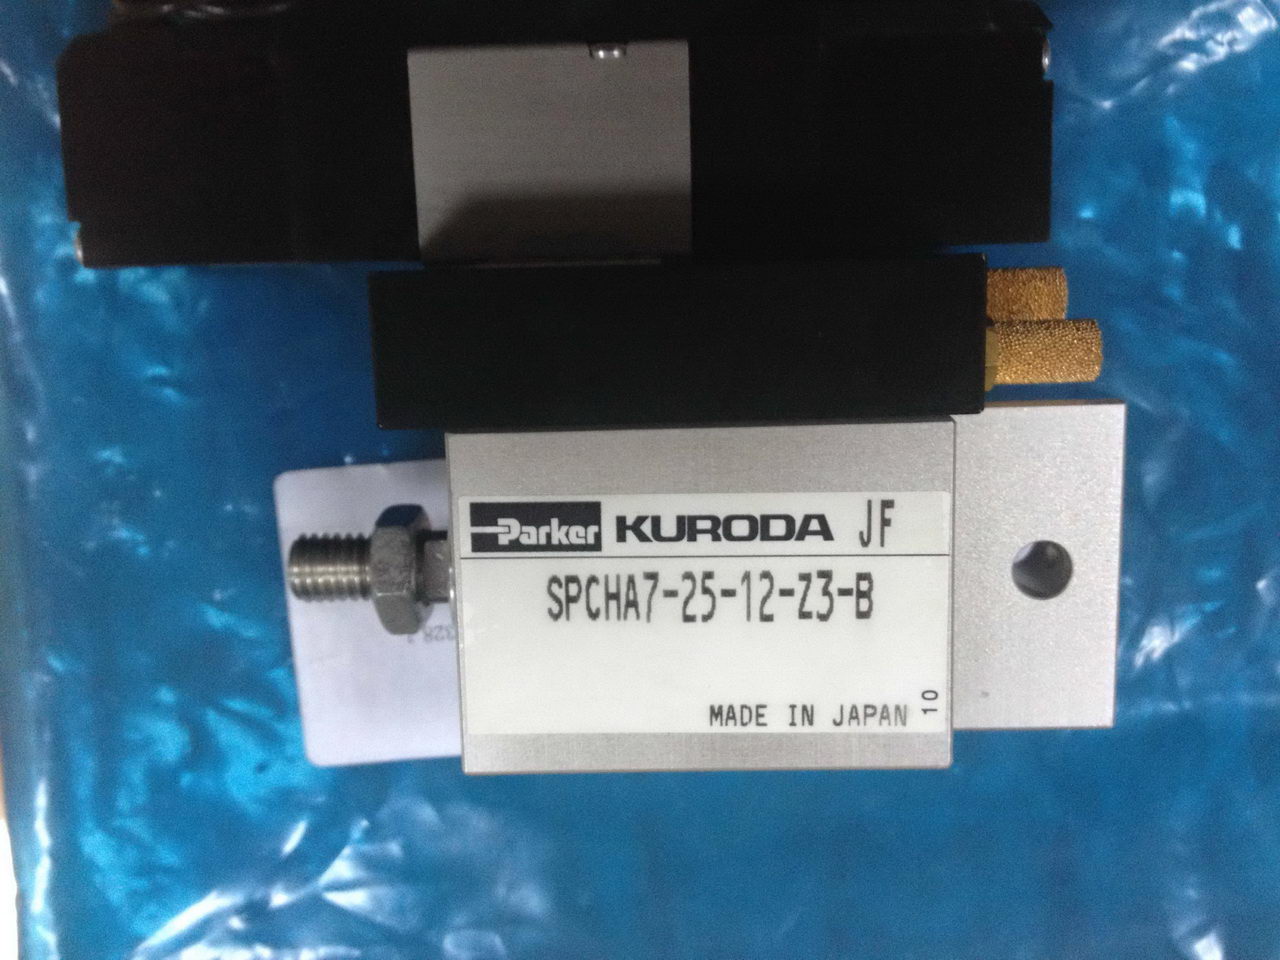 Parker KURODA JF
SPCHA7-25-12-Z3-B
MADE IN JAPAN 10